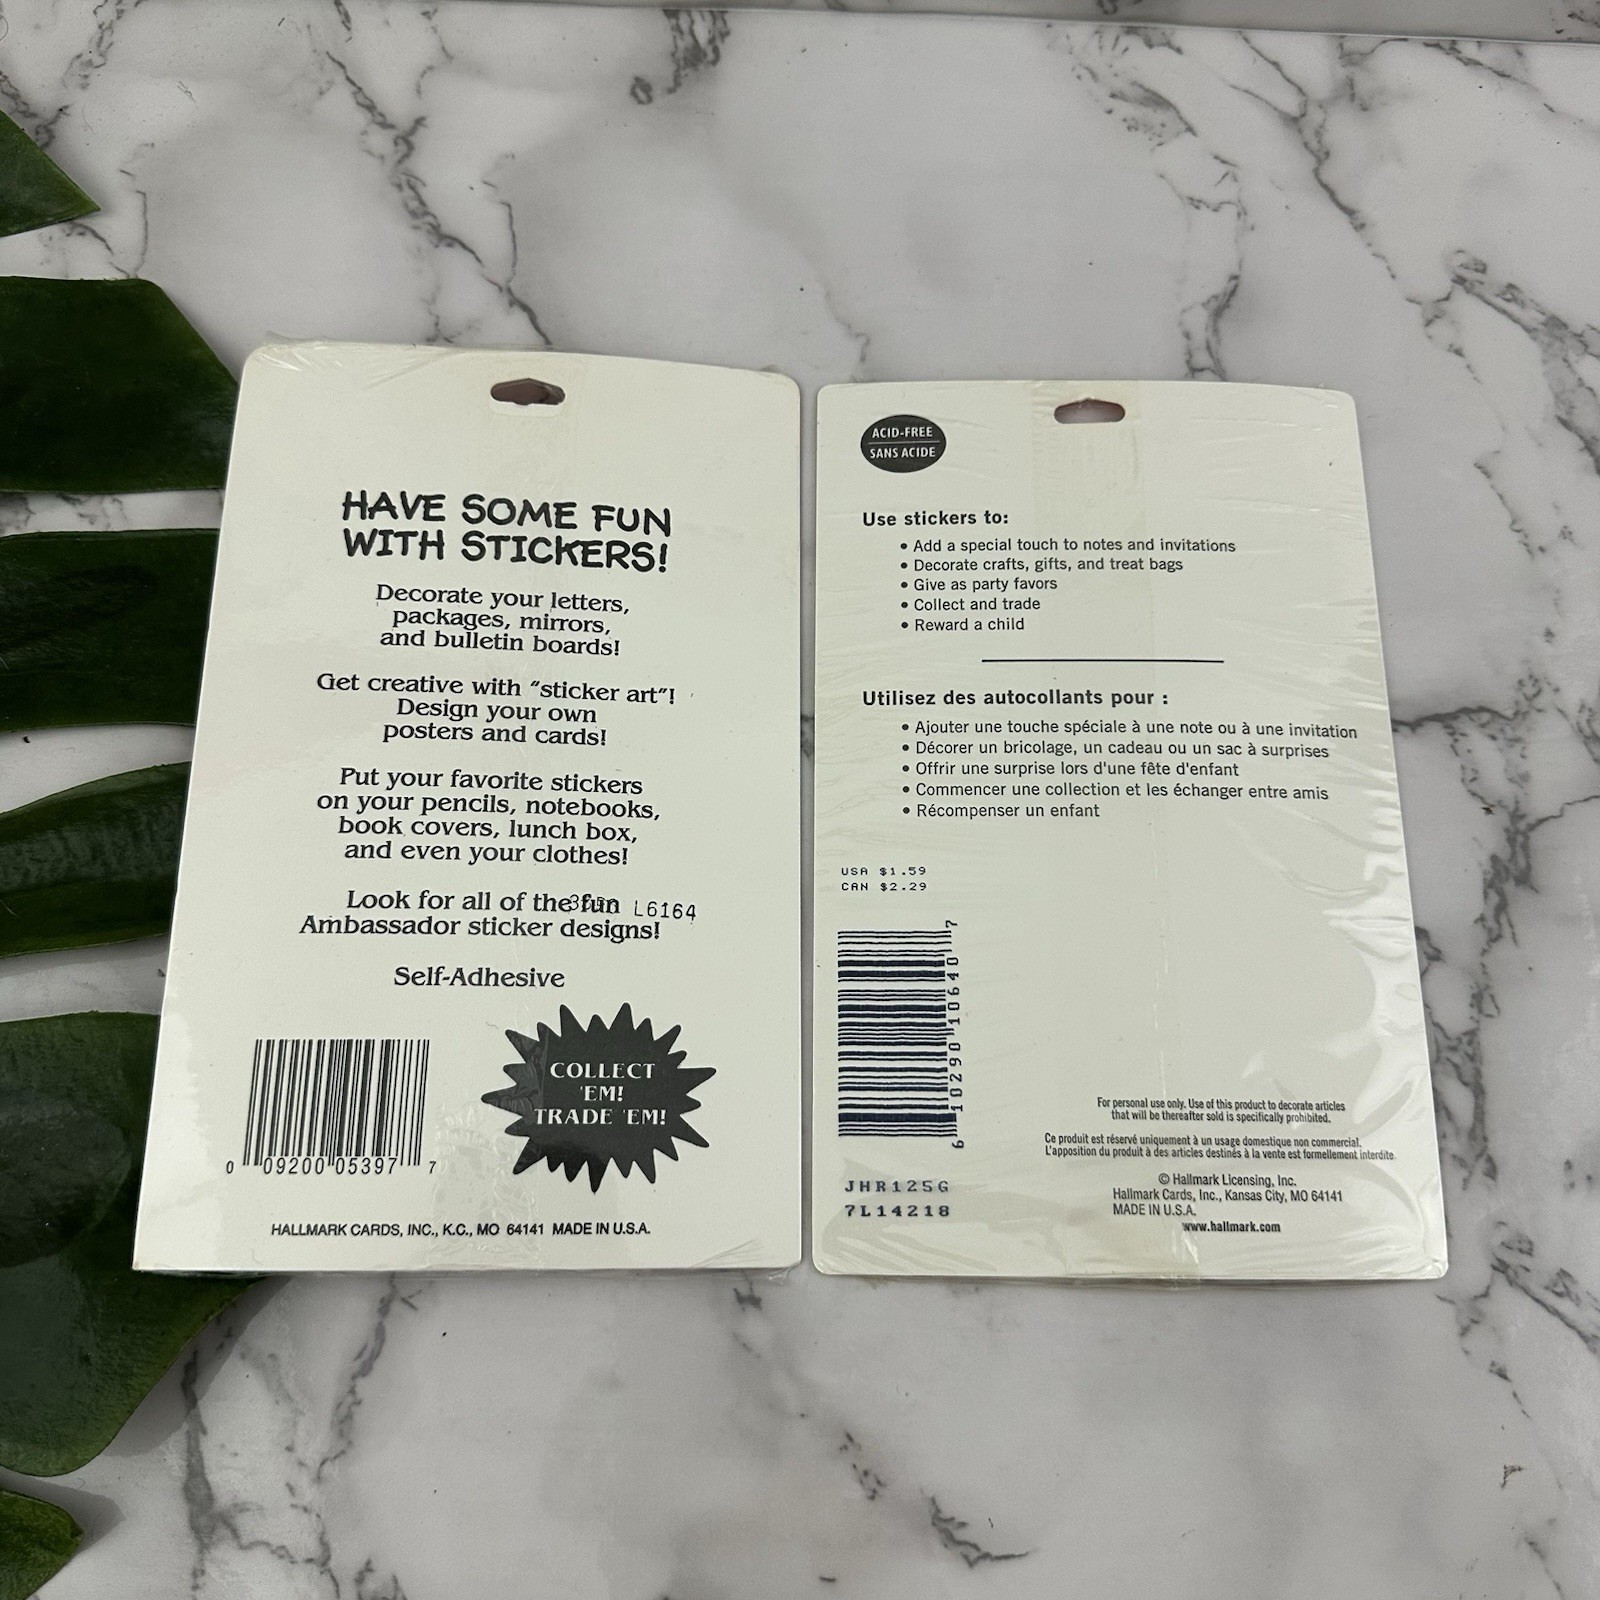 HAVE SOME FUN
WITH STICKERS!
Decorate your letters,
packages, mirrors,
and bulletin boards!
Get creative with "sticker art"!
Design your own
posters and cards!
Put your favorite stickers
on your pencils, notebooks,
book covers, lunch box,
and even your clothes!
Look for all of the fun
L6164
Ambassador sticker designs!
Self-Adhesive
COLLECT
'EM!
TRADE 'EM!
0 09200 05397 7
HALLMARK CARDS, INC., K.C., MO 64141 MADE IN U.S.A.
ACID-FREE
SANS ACIDE
Use stickers to:
• Add a special touch to notes and invitations
• Decorate crafts, gifts, and treat bags
• Give as party favors
• Collect and trade
• Reward a child
Utilisez des autocollants pour :
• Ajouter une touche spéciale à une note ou à une invitation
• Décorer un bricolage, un cadeau ou un sac à surprises
• Offrir une surprise lors d'une fête d'enfant
• Commencer une collection et les échanger entre amis
• Récompenser un enfant
USA $1.59
CAN $2.29
6 10290 10640 7
JHR125G
7L14218
For personal use only. Use of this product to decorate articles
that will be thereafter sold is specifically prohibited.
Ce produit est réservé uniquement à un usage domestique non commercial.
L'apposition du produit à des articles destinés à la vente est formellement interdite.
© Hallmark Licensing, Inc.
Hallmark Cards, Inc., Kansas City, MO 64141
MADE IN U.S.A.
www.hallmark.com